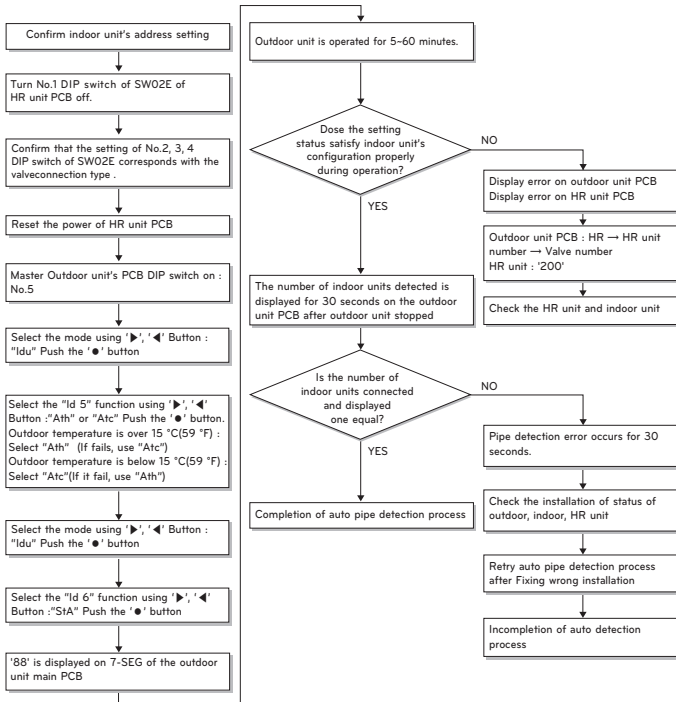 Confirm indoor unit's address setting
Turn No.1 DIP switch of SW02E of
HR unit PCB off.
Confirm that the setting of No.2, 3, 4
DIP switch of SW02E corresponds with the
valveconnection type .
Reset the power of HR unit PCB
Master Outdoor unit's PCB DIP switch on :
No.5
Select the mode using '▶', '◀' Button :
"Idu" Push the '●' button
Select the "Id 5" function using '▶', '◀'
Button :"Ath" or "Atc" Push the '●' button.
Outdoor temperature is over 15 °C(59 °F) :
Select "Ath" (If fails, use "Atc")
Outdoor temperature is below 15 °C(59 °F) :
Select "Atc"(If it fail, use "Ath")
Select the mode using '▶', '◀' Button :
"Idu" Push the '●' button
Select the "Id 6" function using '▶', '◀'
Button :"StA" Push the '●' button
'88' is displayed on 7-SEG of the outdoor
unit main PCB
Outdoor unit is operated for 5~60 minutes.
Dose the setting
status satisfy indoor unit's
configuration properly
during operation?
NO
YES
Display error on outdoor unit PCB
Display error on HR unit PCB
Outdoor unit PCB : HR → HR unit
number → Valve number
HR unit : '200'
Check the HR unit and indoor unit
The number of indoor units detected is
displayed for 30 seconds on the outdoor
unit PCB after outdoor unit stopped
Is the number of
indoor units connected
and displayed
one equal?
NO
YES
Completion of auto pipe detection process
Pipe detection error occurs for 30
seconds.
Check the installation of status of
outdoor, indoor, HR unit
Retry auto pipe detection process
after Fixing wrong installation
Incompletion of auto detection
process